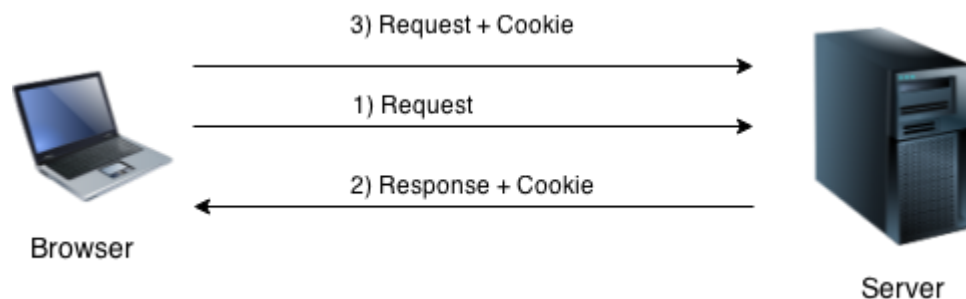 3) Request + Cookie
1) Request
2) Response + Cookie
Browser
Server